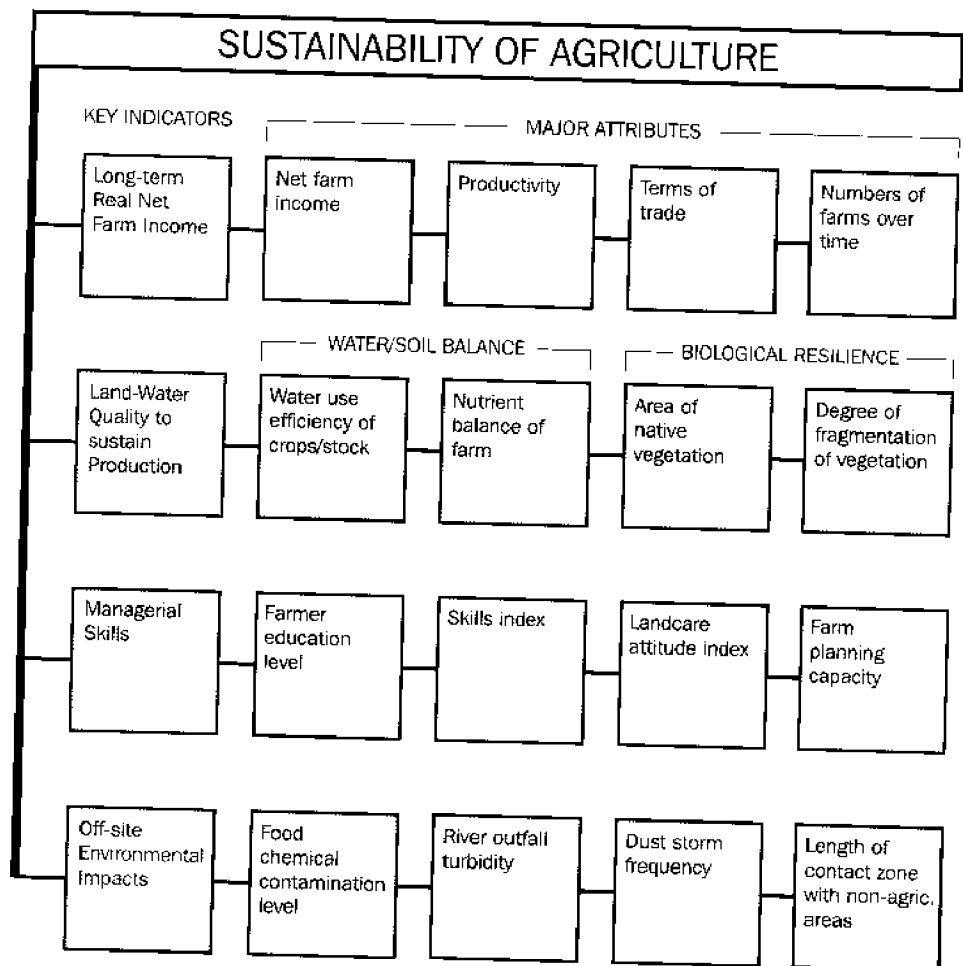 SUSTAINABILITY OF AGRICULTURE
KEY INDICATORS
MAJOR ATTRIBUTES
Long-term
Real Net
Farm Income
Net farm
income
Productivity
Terms of
trade
Numbers of
farms over
time
WATER/SOIL BALANCE
BIOLOGICAL RESILIENCE
Land-Water
Quality to
sustain
Production
Water use
efficiency of
crops/stock
Nutrient
balance of
farm
Area of
native
vegetation
Degree of
fragmentation
of vegetation
Managerial
Skills
Farmer
education
level
Skills index
Landcare
attitude index
Farm
planning
capacity
Off-site
Environmental
Impacts
Food
chemical
contamination
level
River outfall
turbidity
Dust storm
frequency
Length of
contact zone
with non-agric.
areas